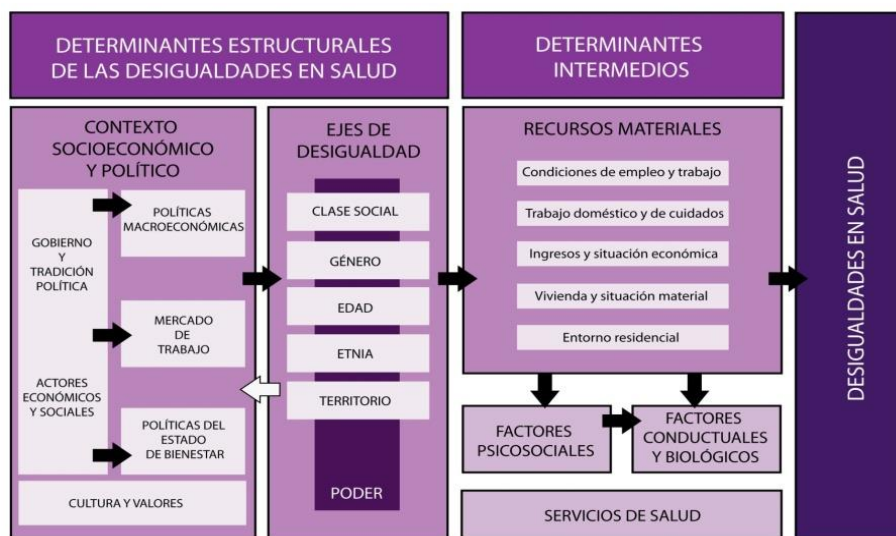 DETERMINANTES ESTRUCTURALES
DE LAS DESIGUALDADES EN SALUD
DETERMINANTES
INTERMEDIOS
CONTEXTO
SOCIOECONÓMICO
Y POLÍTICO
GOBIERNO
Y
TRADICIÓN
POLÍTICA
ACTORES
ECONÓMICOS
Y SOCIALES
POLÍTICAS
MACROECONÓMICAS
MERCADO
DE
TRABAJO
POLÍTICAS DEL
ESTADO
DE BIENESTAR
CULTURA Y VALORES
EJES DE
DESIGUALDAD
CLASE SOCIAL
GÉNERO
EDAD
ETNIA
TERRITORIO
PODER
RECURSOS MATERIALES
Condiciones de empleo y trabajo
Trabajo doméstico y de cuidados
Ingresos y situación económica
Vivienda y situación material
Entorno residencial
FACTORES
PSICOSOCIALES
FACTORES
CONDUCTUALES
Y BIOLÓGICOS
SERVICIOS DE SALUD
DESIGUALDADES EN SALUD